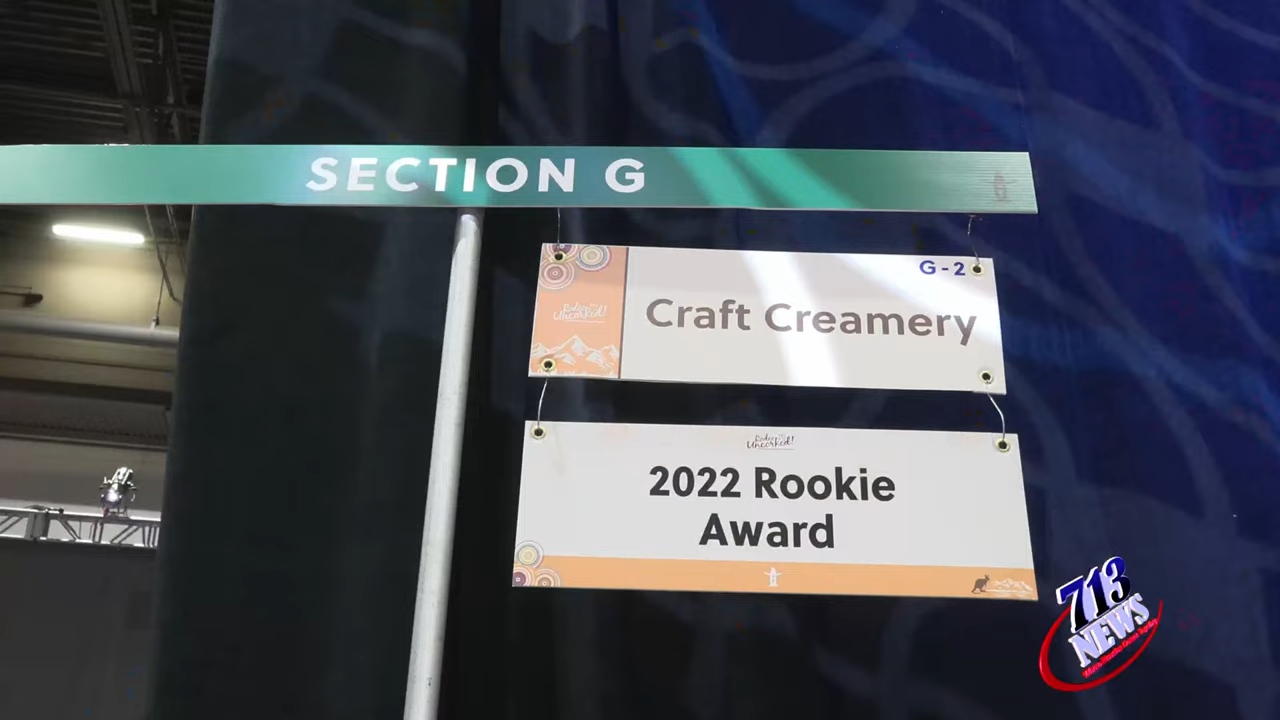 SECTION G
G-2
Rodeo
Uncorked!
Craft Creamery
Rodeo
Uncorked!
2022 Rookie
Award
713
NEWS